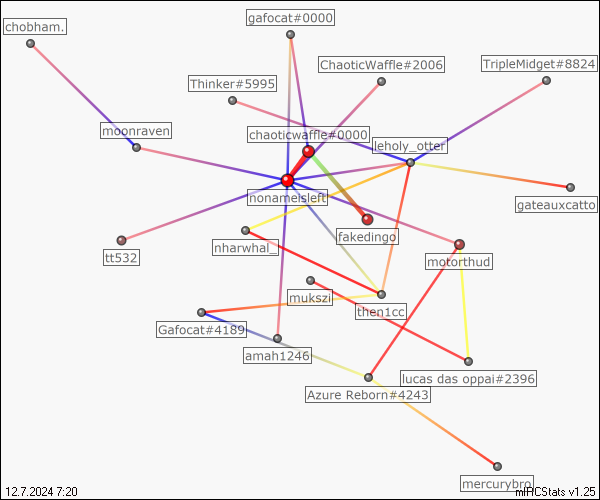 gafocat#0000
chobham.
ChaoticWaffle#2006
TripleMidget#8824
Thinker#5995
moonraven
chaoticwaffle#0000
leholy_otter
nonameisleft
gateauxcatto
fakedingo
nharwhal_
tt532
motorthud
mukszi
then1cc
Gafocat#4189
amah1246
lucas das oppai#2396
Azure Reborn#4243
mercurybro
12.7.2024 7:20
mIRCStats v1.25